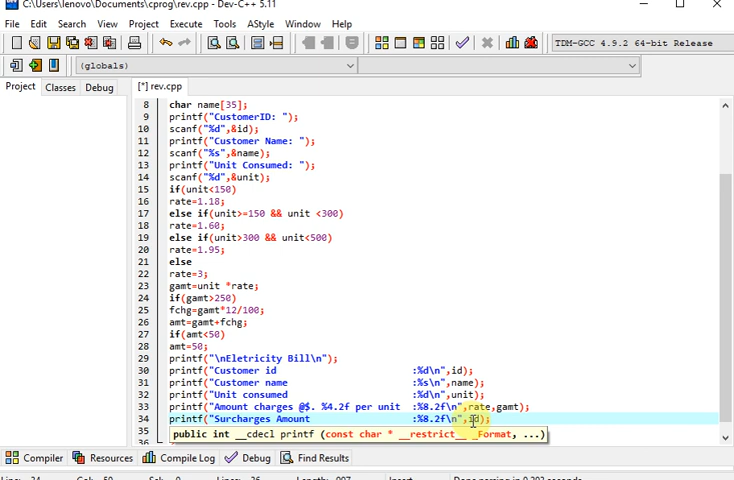 C:\Users\lenovo\Documents\cprog\rev.cpp - Dev-C++ 5.11
File Edit Search View Project Execute Tools AStyle Window Help
TDM-GCC 4.9.2 64-bit Release
(globals)
Project Classes Debug
[*] rev.cpp
8 char name[35];
9 printf("CustomerID: ");
10 scanf("%d",&id);
11 printf("Customer Name: ");
12 scanf("%s",&name);
13 printf("Unit Consumed: ");
14 scanf("%d",&unit);
15 if(unit<150)
16 rate=1.18;
17 else if(unit>=150 && unit <300)
18 rate=1.60;
19 else if(unit>300 && unit<500)
20 rate=1.95;
21 else
22 rate=3;
23 gamt=unit *rate;
24 if(gamt>250)
25 fchg=gamt*12/100;
26 amt=gamt+fchg;
27 if(amt<50)
28 amt=50;
29 printf("\nEletricity Bill\n");
30 printf("Customer id :%d\n",id);
31 printf("Customer name :%s\n",name);
32 printf("Unit consumed :%d\n",unit);
33 printf("Amount charges @$. %4.2f per unit :%8.2f\n",rate,gamt);
34 printf("Surcharges Amount :%8.2f\n",id);
35 public int __cdecl printf (const char * __restrict__ _Format, ...)
36
Compiler Resources Compile Log Debug Find Results